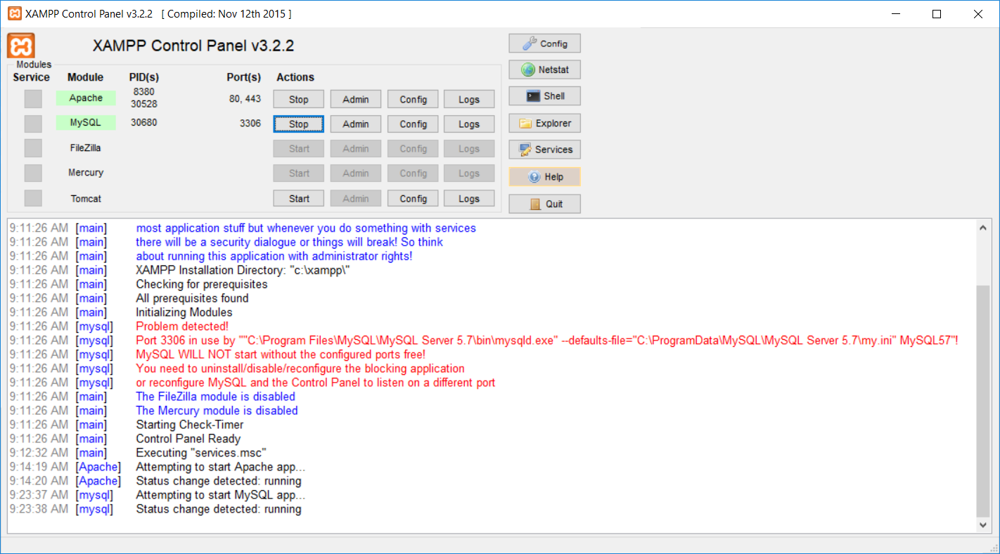 XAMPP Control Panel v3.2.2 [ Compiled: Nov 12th 2015 ]
XAMPP Control Panel v3.2.2
Config
Modules
Service Module PID(s) Port(s) Actions
Netstat
Apache 8380 30528 80, 443 Stop Admin Config Logs
Shell
MySQL 30680 3306 Stop Admin Config Logs
Explorer
FileZilla Start Admin Config Logs
Services
Mercury Start Admin Config Logs
Help
Tomcat Start Admin Config Logs
Quit
9:11:26 AM [main] most application stuff but whenever you do something with services
9:11:26 AM [main] there will be a security dialogue or things will break! So think
9:11:26 AM [main] about running this application with administrator rights!
9:11:26 AM [main] XAMPP Installation Directory: "c:\xampp\"
9:11:26 AM [main] Checking for prerequisites
9:11:26 AM [main] All prerequisites found
9:11:26 AM [main] Initializing Modules
9:11:26 AM [mysql] Problem detected!
9:11:26 AM [mysql] Port 3306 in use by ""C:\Program Files\MySQL\MySQL Server 5.7\bin\mysqld.exe" --defaults-file="C:\ProgramData\MySQL\MySQL Server 5.7\my.ini" MySQL57"!
9:11:26 AM [mysql] MySQL WILL NOT start without the configured ports free!
9:11:26 AM [mysql] You need to uninstall/disable/reconfigure the blocking application
9:11:26 AM [mysql] or reconfigure MySQL and the Control Panel to listen on a different port
9:11:26 AM [main] The FileZilla module is disabled
9:11:26 AM [main] The Mercury module is disabled
9:11:26 AM [main] Starting Check-Timer
9:11:26 AM [main] Control Panel Ready
9:12:32 AM [main] Executing "services.msc"
9:14:19 AM [Apache] Attempting to start Apache app...
9:14:20 AM [Apache] Status change detected: running
9:23:37 AM [mysql] Attempting to start MySQL app...
9:23:38 AM [mysql] Status change detected: running